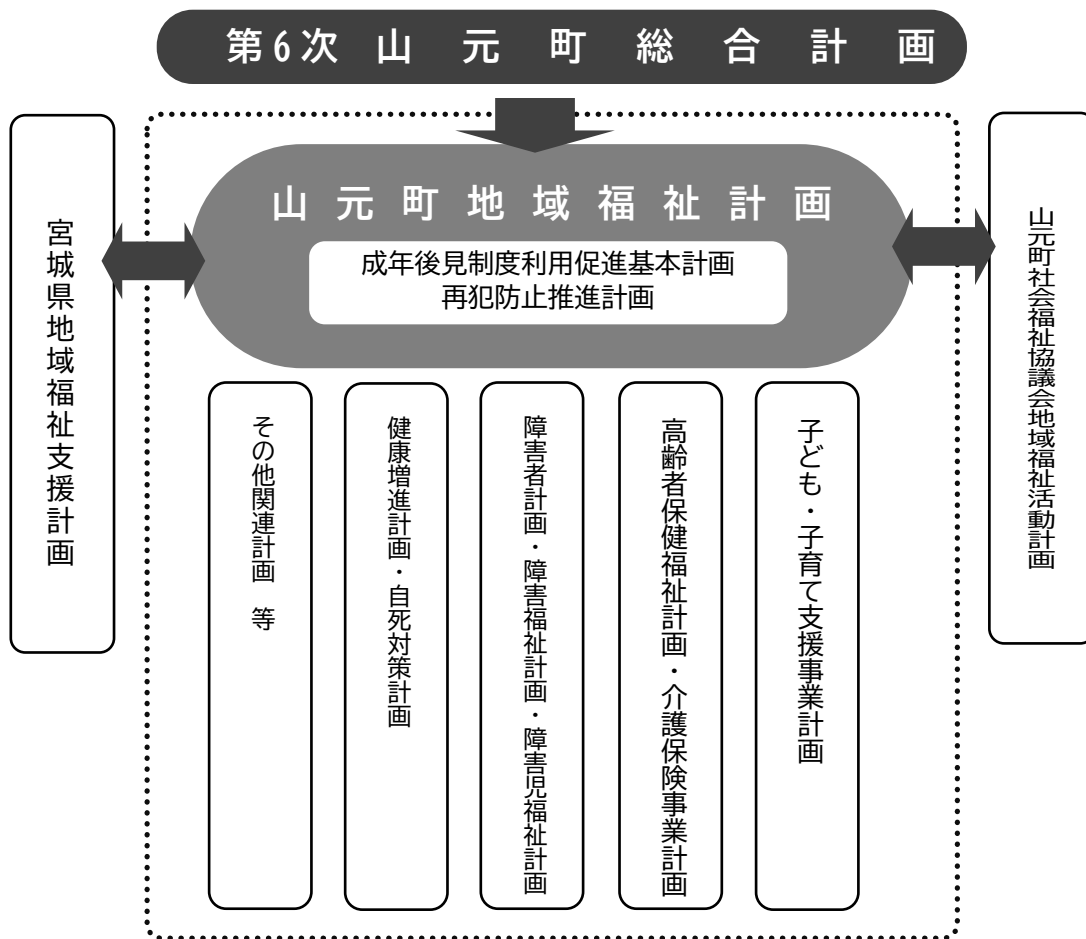 第6次 山元町総合計画
山元町地域福祉計画
成年後見制度利用促進基本計画
再犯防止推進計画
宮城県地域福祉支援計画
山元町社会福祉協議会地域福祉活動計画
子ども・子育て支援事業計画
高齢者保健福祉計画・介護保険事業計画
障害者計画・障害福祉計画・障害児福祉計画
健康増進計画・自死対策計画
その他関連計画 等